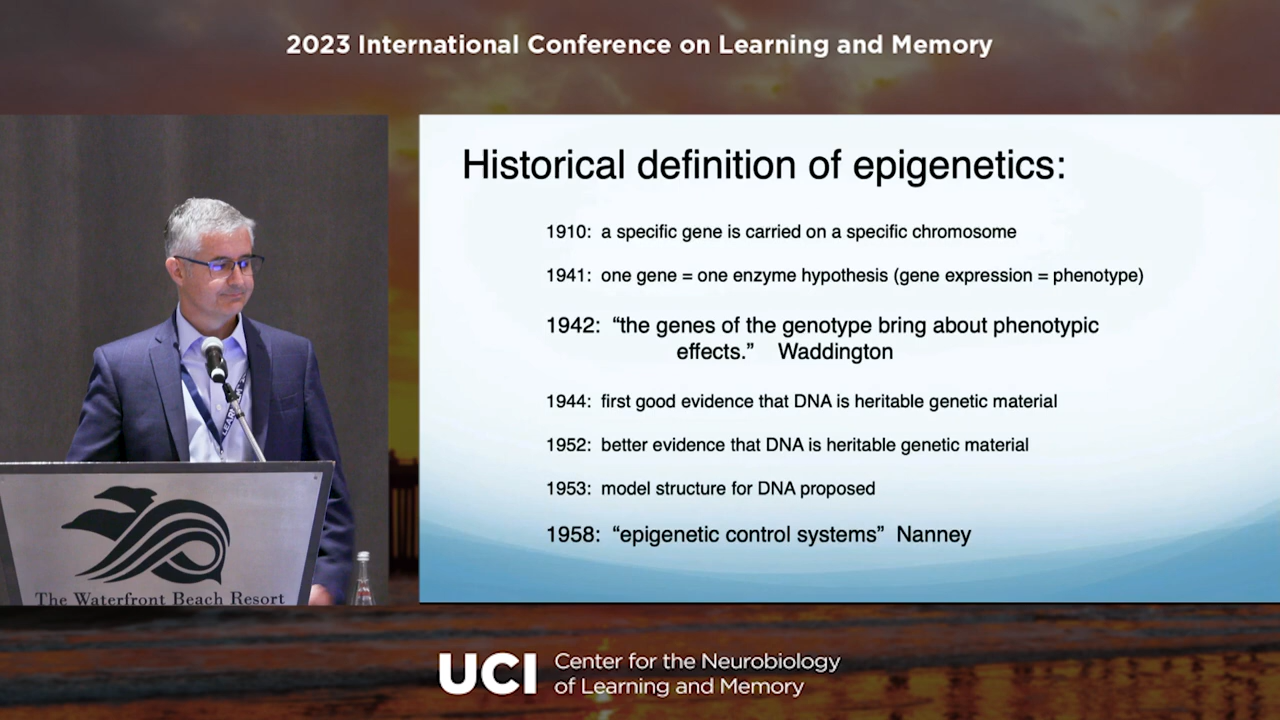 2023 International Conference on Learning and Memory
Historical definition of epigenetics:
1910: a specific gene is carried on a specific chromosome
1941: one gene = one enzyme hypothesis (gene expression = phenotype)
1942: “the genes of the genotype bring about phenotypic
effects.” Waddington
1944: first good evidence that DNA is heritable genetic material
1952: better evidence that DNA is heritable genetic material
1953: model structure for DNA proposed
1958: “epigenetic control systems” Nanney
The Waterfront Beach Resort
UCI Center for the Neurobiology
of Learning and Memory